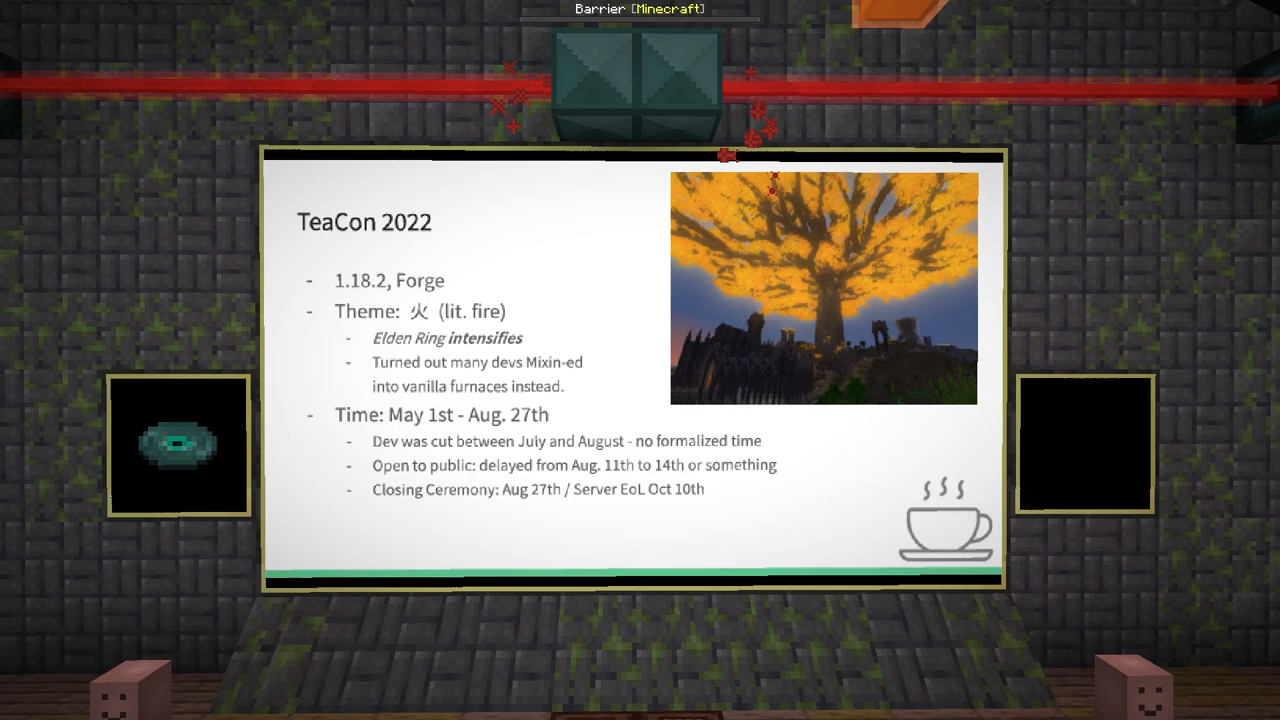 Barrier [Minecraft]
TeaCon 2022
- 1.18.2, Forge
- Theme: 火 (lit. fire)
- Elden Ring intensifies
- Turned out many devs Mixin-ed
into vanilla furnaces instead.
- Time: May 1st - Aug. 27th
- Dev was cut between July and August - no formalized time
- Open to public: delayed from Aug. 11th to 14th or something
- Closing Ceremony: Aug 27th / Server EoL Oct 10th